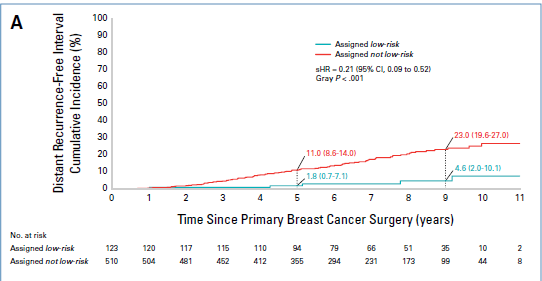 A
Distant Recurrence-Free Interval
Cumulative Incidence (%)
100
90
80
70
60
50
40
30
20
10
0
Assigned low-risk
Assigned not low-risk
sHR = 0.21 (95% CI, 0.09 to 0.52)
Gray P < .001
11.0 (8.6-14.0)
1.8 (0.7-7.1)
23.0 (19.6-27.0)
4.6 (2.0-10.1)
0 1 2 3 4 5 6 7 8 9 10 11
Time Since Primary Breast Cancer Surgery (years)
No. at risk
Assigned low-risk 123 120 117 115 110 94 79 66 51 35 10 2
Assigned not low-risk 510 504 481 452 412 355 294 231 173 99 44 8